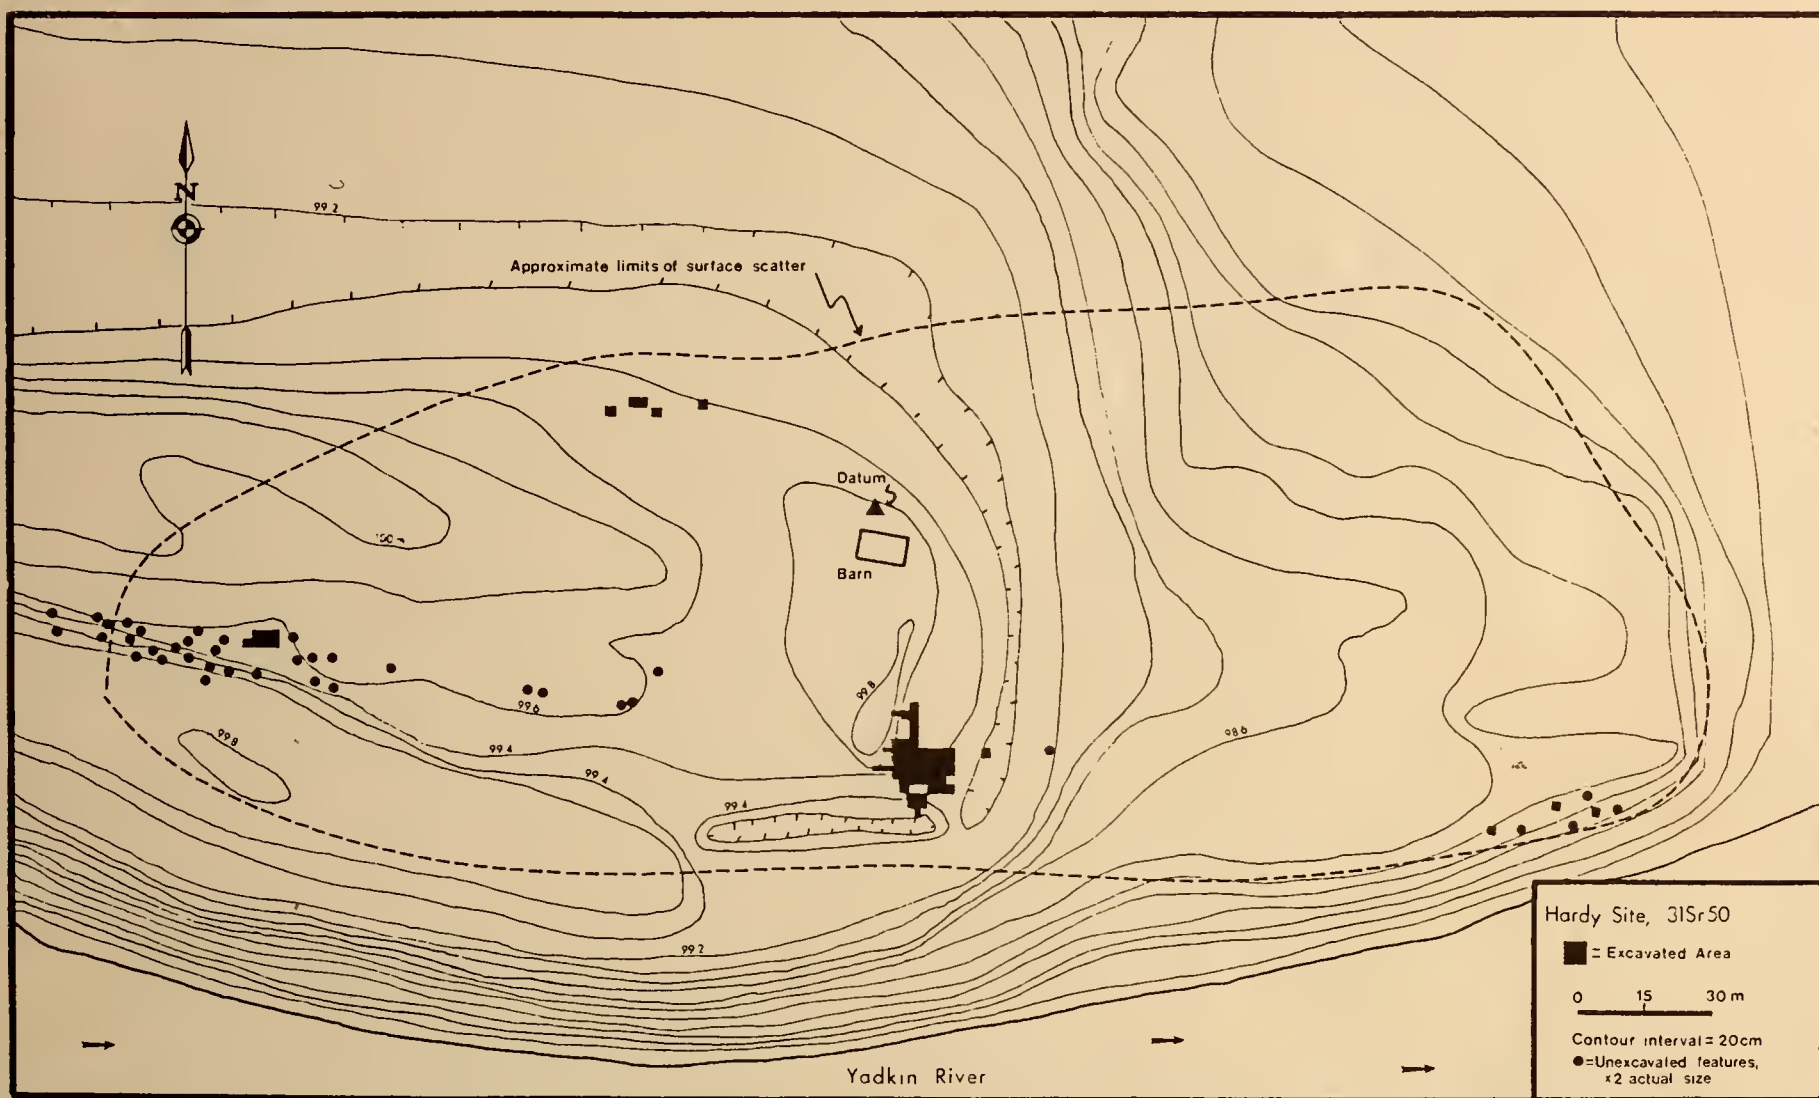 N
99.2
Approximate limits of surface scatter
Datum
100 m
Barn
99.8
99.6
99.8
99.4
99.4
98.6
99.4
99.2
Hardy Site, 31Sr50
= Excavated Area
0 15 30 m
Contour interval = 20cm
=Unexcavated features,
x2 actual size
Yadkin River